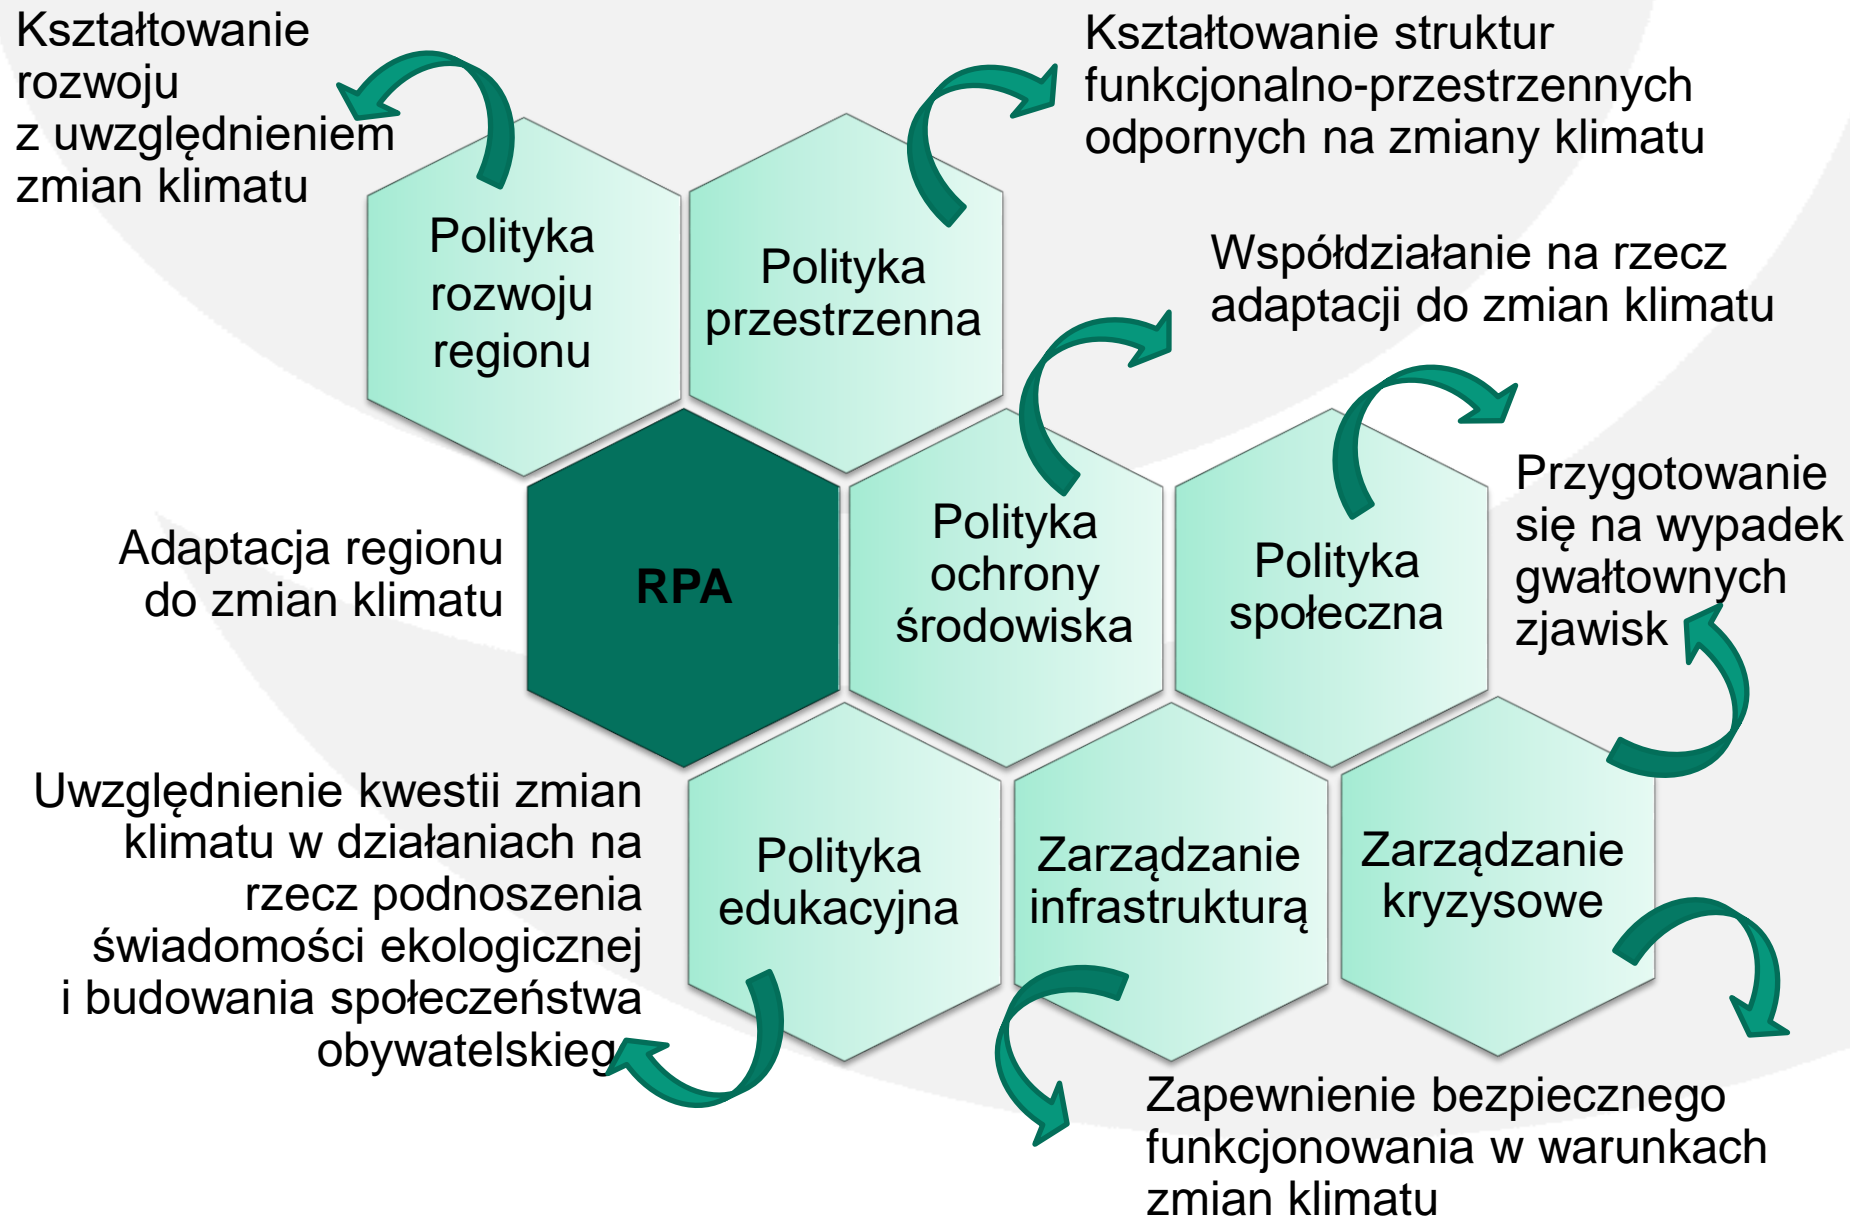 Kształtowanie
rozwoju
z uwzględnieniem
zmian klimatu
Kształtowanie struktur
funkcjonalno-przestrzennych
odpornych na zmiany klimatu
Polityka
rozwoju
regionu
Polityka
przestrzenna
Współdziałanie na rzecz
adaptacji do zmian klimatu
Adaptacja regionu
do zmian klimatu
RPA
Polityka
ochrony
środowiska
Polityka
społeczna
Przygotowanie
się na wypadek
gwałtownych
zjawisk
Uwzględnienie kwestii zmian
klimatu w działaniach na
rzecz podnoszenia
świadomości ekologicznej
i budowania społeczeństwa
obywatelskieg
Polityka
edukacyjna
Zarządzanie
infrastrukturą
Zarządzanie
kryzysowe
Zapewnienie bezpiecznego
funkcjonowania w warunkach
zmian klimatu